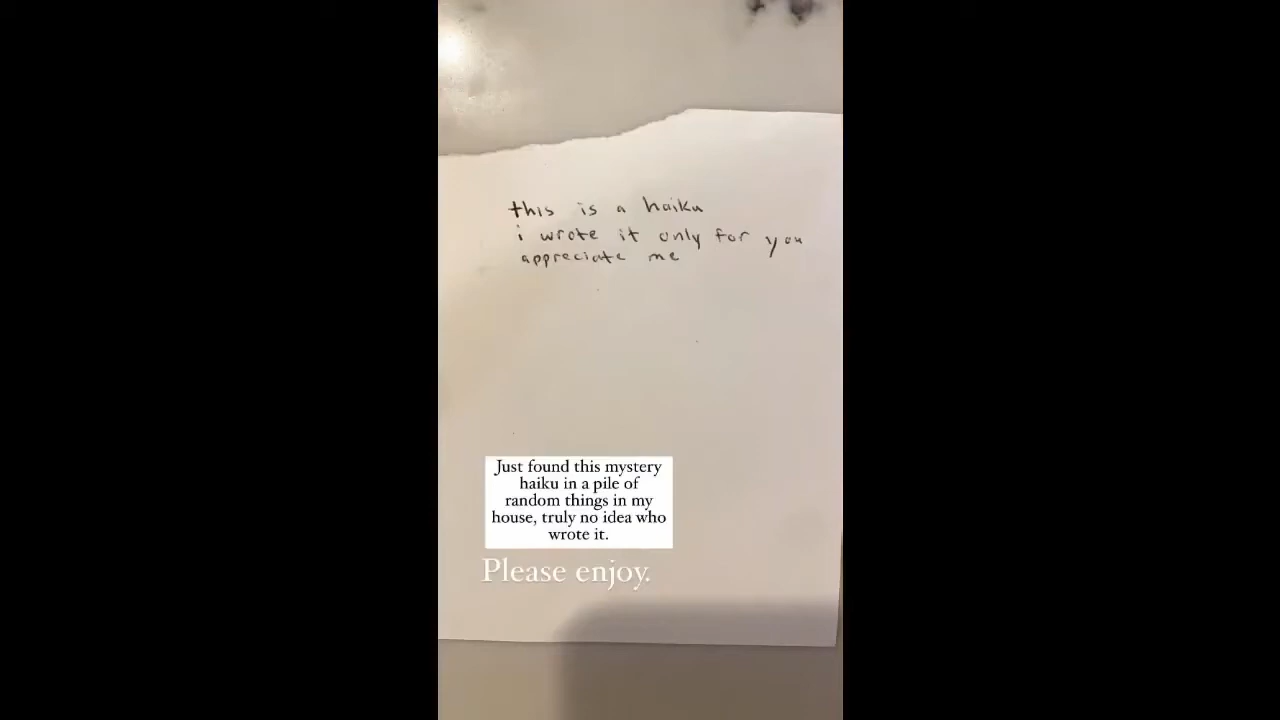 this is a haiku
i wrote it only for you
appreciate me
Just found this mystery
haiku in a pile of
random things in my
house, truly no idea who
wrote it.
Please enjoy.